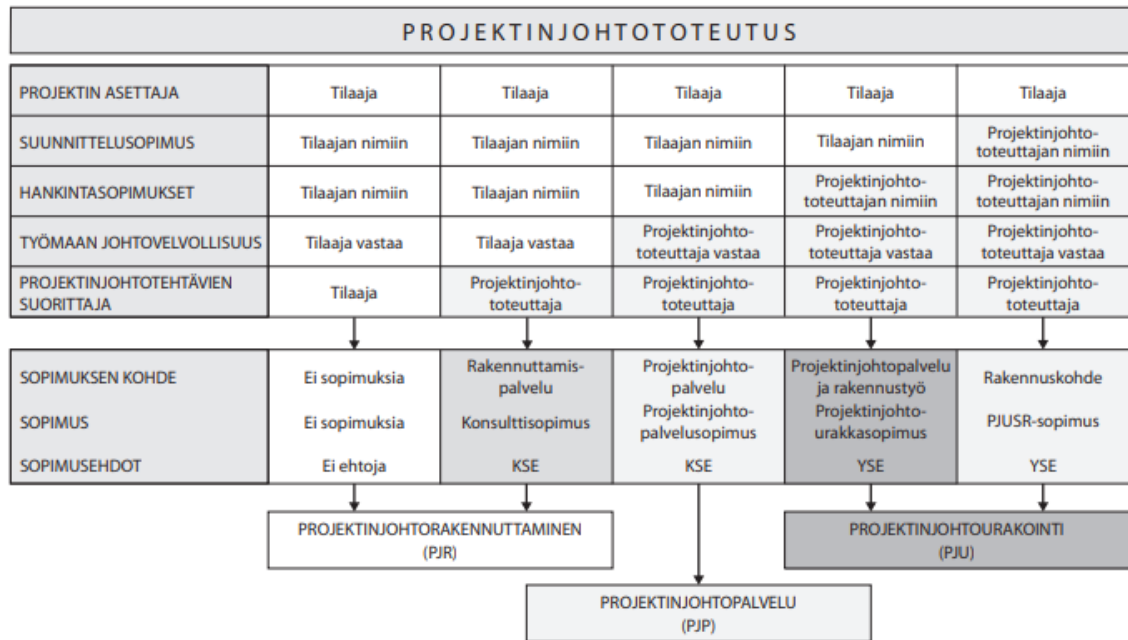 PROJEKTINJOHTOTOTEUTUS
PROJEKTIN ASETTAJA Tilaaja Tilaaja Tilaaja Tilaaja Tilaaja
SUUNNITTELUSOPIMUS Tilaajan nimiin Tilaajan nimiin Tilaajan nimiin Tilaajan nimiin Projektinjohto-
toteuttajan nimiin
HANKINTASOPIMUKSET Tilaajan nimiin Tilaajan nimiin Tilaajan nimiin Projektinjohto- Projektinjohto-
toteuttajan nimiin toteuttajan nimiin
TYÖMAAN JOHTOVELVOLLISUUS Tilaaja vastaa Tilaaja vastaa Projektinjohto- Projektinjohto- Projektinjohto-
toteuttaja vastaa toteuttaja vastaa toteuttaja vastaa
PROJEKTINJOHTOTEHTÄVIEN Tilaaja Projektinjohto- Projektinjohto- Projektinjohto- Projektinjohto-
SUORITTAJA toteuttaja toteuttaja toteuttaja toteuttaja
SOPIMUKSEN KOHDE Ei sopimuksia Rakennuttamis- Projektinjohto- Projektinjohtopalvelu Rakennuskohde
palvelu palvelu ja rakennustyö
SOPIMUS Ei sopimuksia Konsulttisopimus Projektinjohto- Projektinjohto- PJUSR-sopimus
palvelusopimus urakkasopimus
SOPIMUSEHDOT Ei ehtoja KSE KSE YSE YSE
PROJEKTINJOHTORAKENNUTTAMINEN PROJEKTINJOHTOURAKOINTI
(PJR) (PJU)
PROJEKTINJOHTOPALVELU
(PJP)